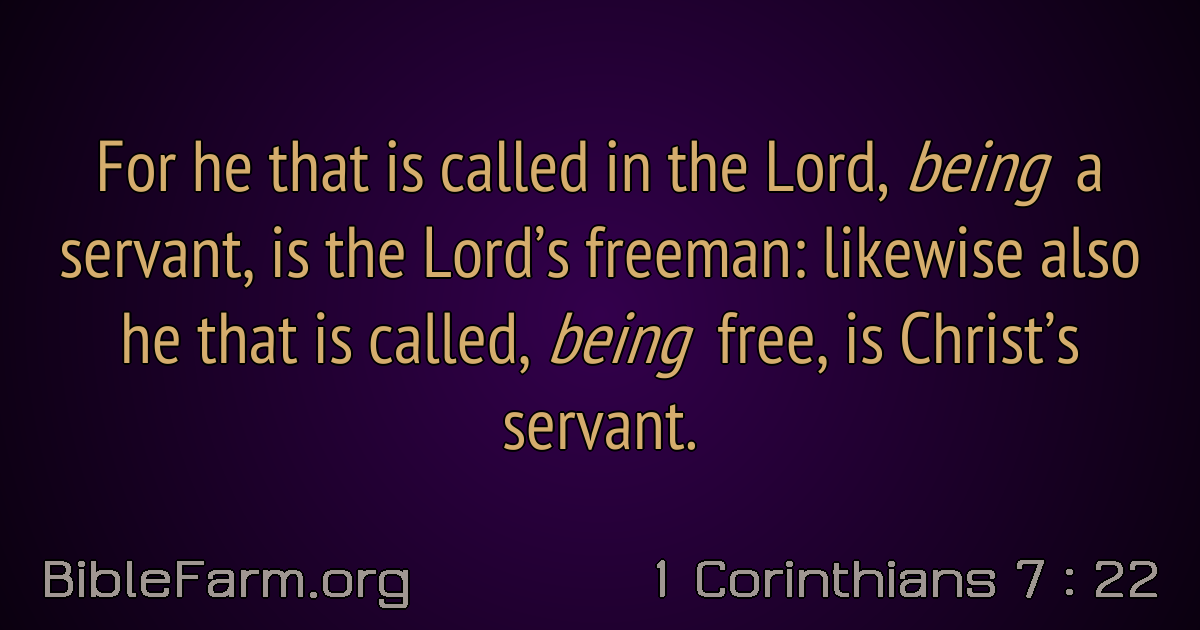 For he that is called in the Lord, being a
servant, is the Lord’s freeman: likewise also
he that is called, being free, is Christ’s
servant.
BibleFarm.org
1 Corinthians 7 : 22